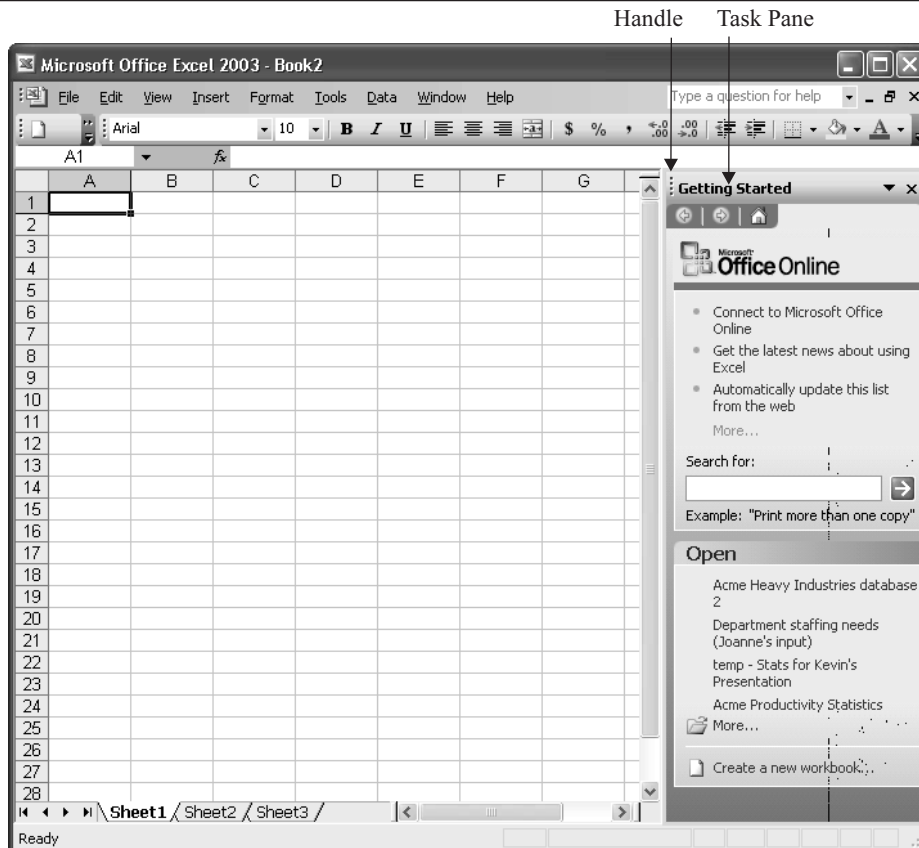 Handle Task Pane
Microsoft Office Excel 2003 - Book2
File Edit View Insert Format Tools Data Window Help Type a question for help
Arial 10 B I U $ % , .00 .00 A
A1 fx
A B C D E F G
Getting Started
1
2
3
4
5
6
7
8
9
10
11
12
13
14
15
16
17
18
19
20
21
22
23
24
25
26
27
28
Microsoft
Office Online
Connect to Microsoft Office
Online
Get the latest news about using
Excel
Automatically update this list
from the web
More...
Search for:
Example: "Print more than one copy"
Open
Acme Heavy Industries database
2
Department staffing needs
(Joanne's input)
temp - Stats for Kevin's
Presentation
Acme Productivity Statistics
More...
Create a new workbook...
Sheet1 Sheet2 Sheet3
Ready